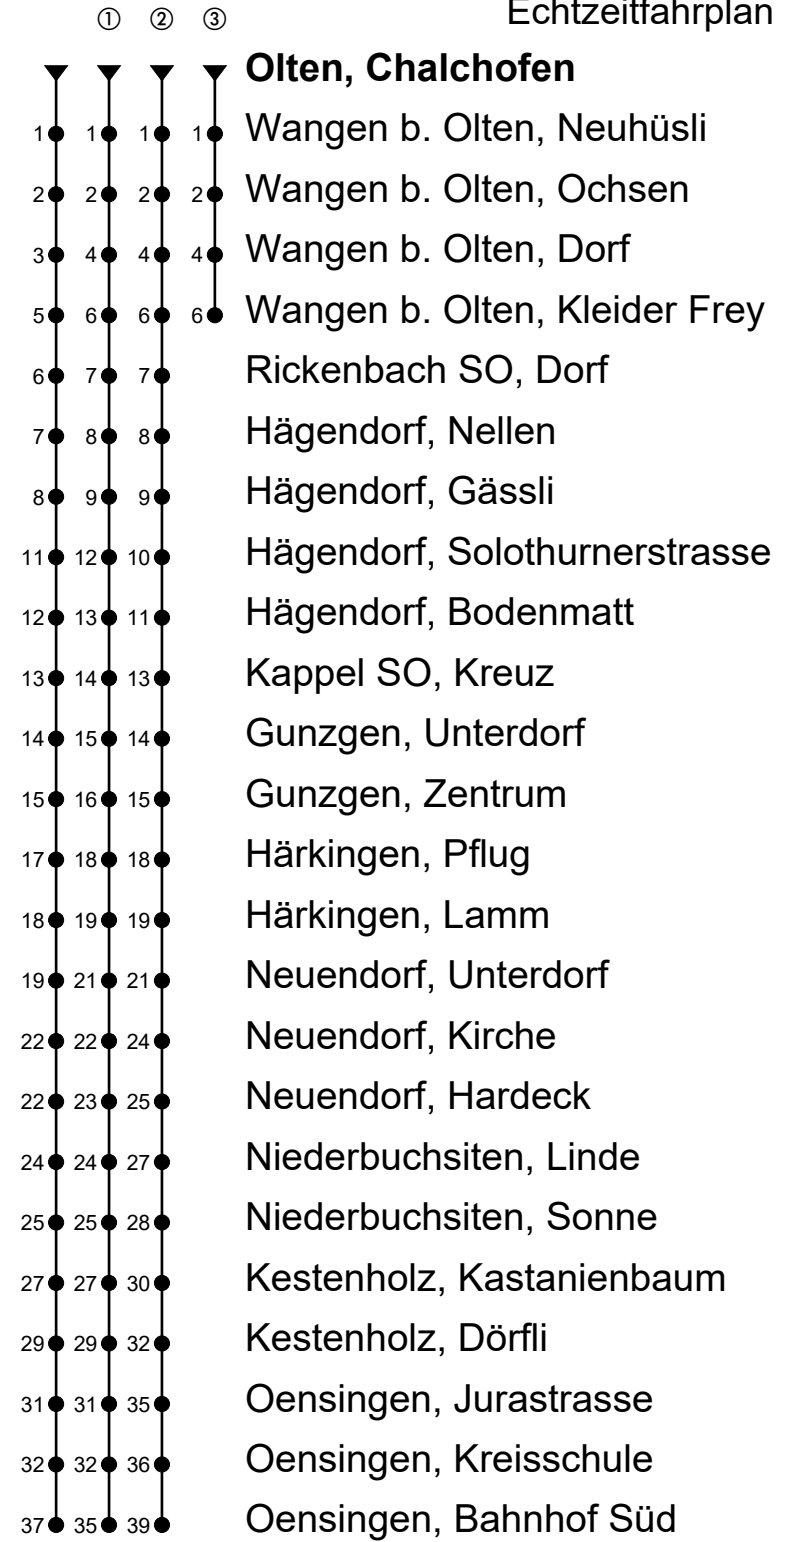 Echtzeitfahrplan
① ② ③
Olten, Chalchofen
1 1 1 1 Wangen b. Olten, Neuhüsli
2 2 2 2 Wangen b. Olten, Ochsen
3 4 4 4 Wangen b. Olten, Dorf
5 6 6 6 Wangen b. Olten, Kleider Frey
6 7 7 Rickenbach SO, Dorf
7 8 8 Hägendorf, Nellen
8 9 9 Hägendorf, Gässli
11 12 10 Hägendorf, Solothurnerstrasse
12 13 11 Hägendorf, Bodenmatt
13 14 13 Kappel SO, Kreuz
14 15 14 Gunzgen, Unterdorf
15 16 15 Gunzgen, Zentrum
17 18 18 Härkingen, Pflug
18 19 19 Härkingen, Lamm
19 21 21 Neuendorf, Unterdorf
22 22 24 Neuendorf, Kirche
22 23 25 Neuendorf, Hardeck
24 24 27 Niederbuchsiten, Linde
25 25 28 Niederbuchsiten, Sonne
27 27 30 Kestenholz, Kastanienbaum
29 29 32 Kestenholz, Dörfli
31 31 35 Oensingen, Jurastrasse
32 32 36 Oensingen, Kreisschule
37 35 39 Oensingen, Bahnhof Süd